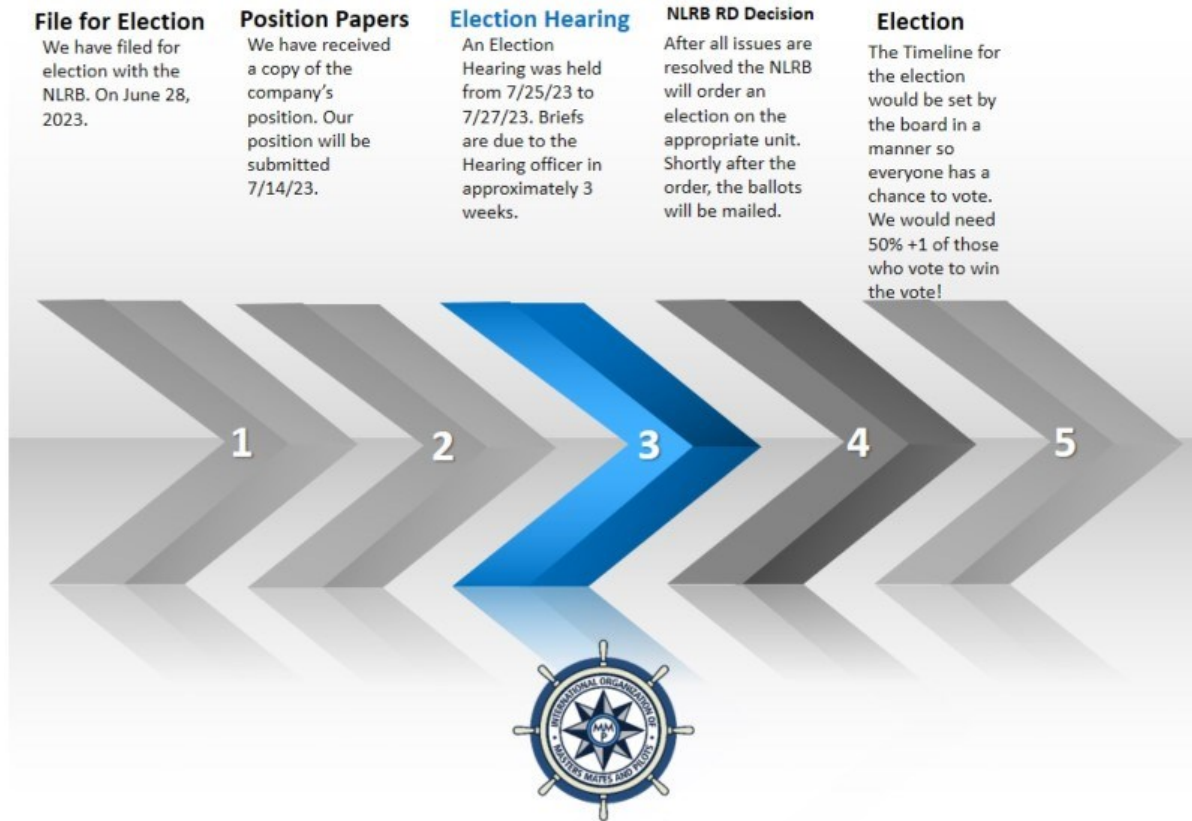 File for Election
We have filed for
election with the
NLRB. On June 28,
2023.
Position Papers
We have received
a copy of the
company's
position. Our
position will be
submitted
7/14/23.
Election Hearing
An Election
Hearing was held
from 7/25/23 to
7/27/23. Briefs
are due to the
Hearing officer in
approximately 3
weeks.
NLRB RD Decision
After all issues are
resolved the NLRB
will order an
election on the
appropriate unit.
Shortly after the
order, the ballots
will be mailed.
Election
The Timeline for
the election
would be set by
the board in a
manner so
everyone has a
chance to vote.
We would need
50% +1 of those
who vote to win
the vote!
1
2
3
4
5
INTERNATIONAL ORGANIZATION OF
MASTERS MATES AND PILOTS
MMP